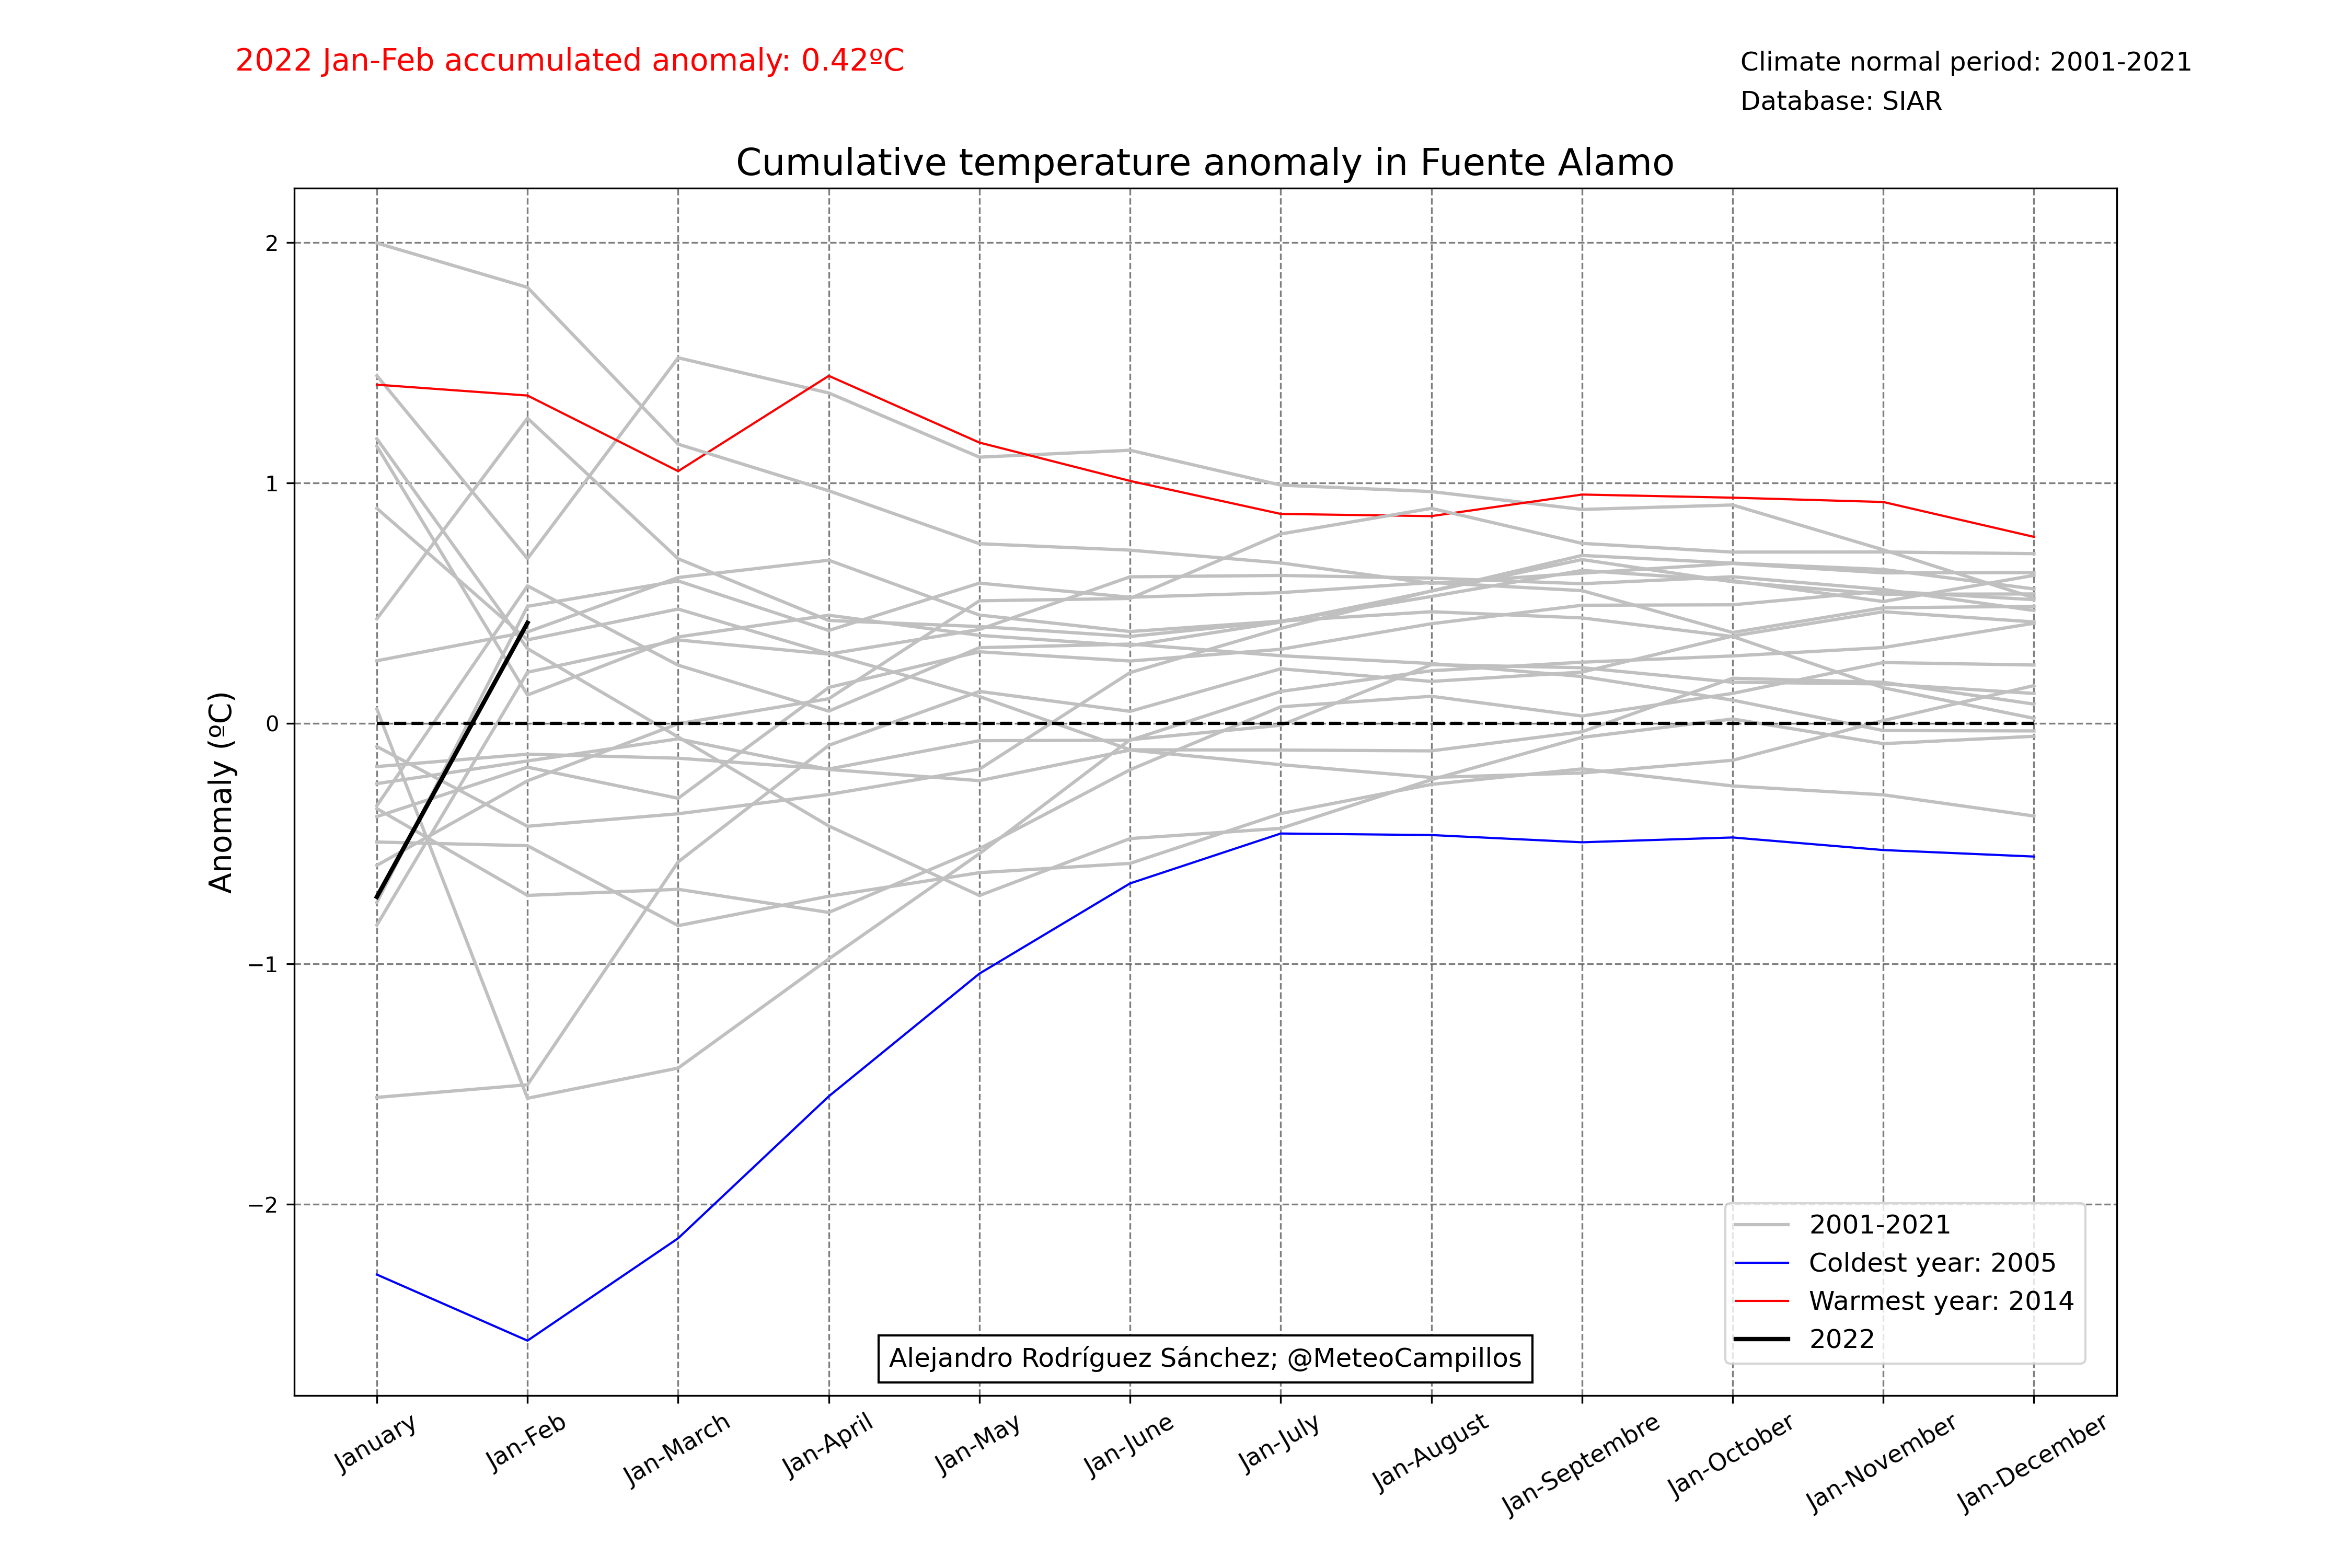 2022 Jan-Feb accumulated anomaly: 0.42ºC
Climate normal period: 2001-2021
Database: SIAR
Cumulative temperature anomaly in Fuente Alamo
2
1
0
−1
−2
Anomaly (ºC)
2001-2021
Coldest year: 2005
Warmest year: 2014
2022
Alejandro Rodríguez Sánchez; @MeteoCampillos
January
Jan-Feb
Jan-March
Jan-April
Jan-May
Jan-June
Jan-July
Jan-August
Jan-Septembre
Jan-October
Jan-November
Jan-December